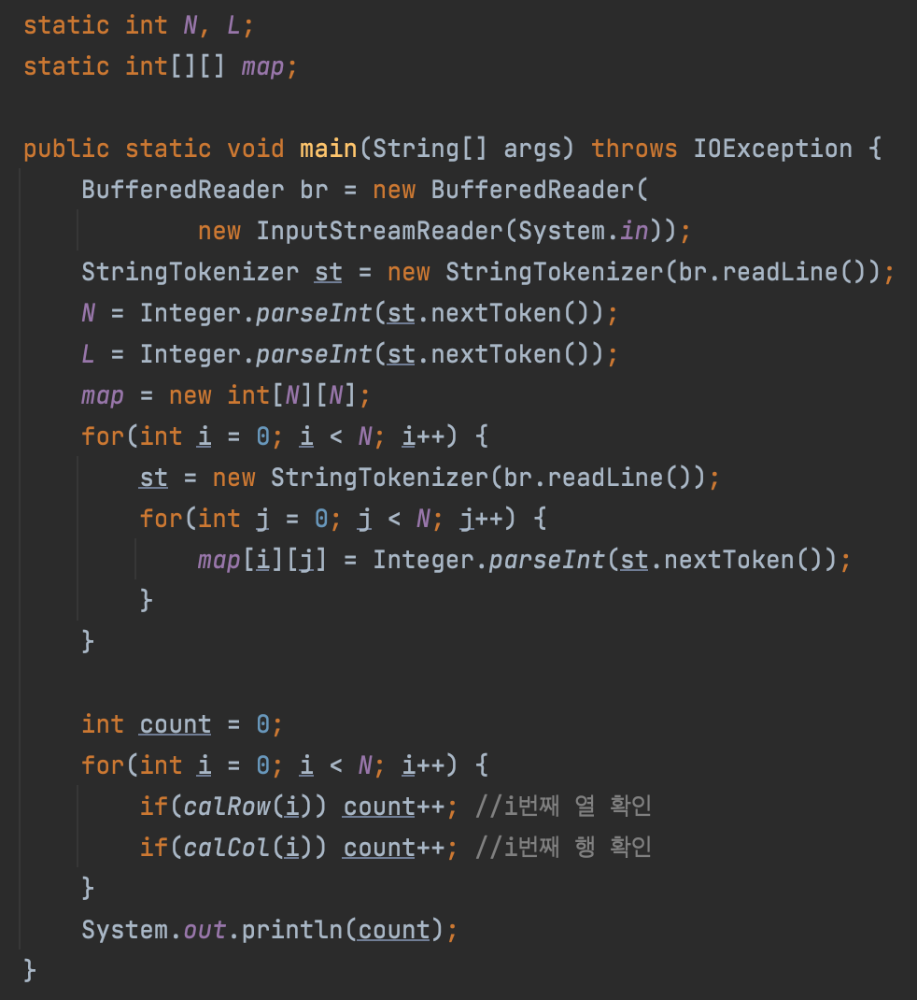 static int N, L;
static int[][] map;
public static void main(String[] args) throws IOException {
BufferedReader br = new BufferedReader(
new InputStreamReader(System.in));
StringTokenizer st = new StringTokenizer(br.readLine());
N = Integer.parseInt(st.nextToken());
L = Integer.parseInt(st.nextToken());
map = new int[N][N];
for(int i = 0; i < N; i++) {
st = new StringTokenizer(br.readLine());
for(int j = 0; j < N; j++) {
map[i][j] = Integer.parseInt(st.nextToken());
}
}
int count = 0;
for(int i = 0; i < N; i++) {
if(calRow(i)) count++; //i번째 열 확인
if(calCol(i)) count++; //i번째 행 확인
}
System.out.println(count);
}